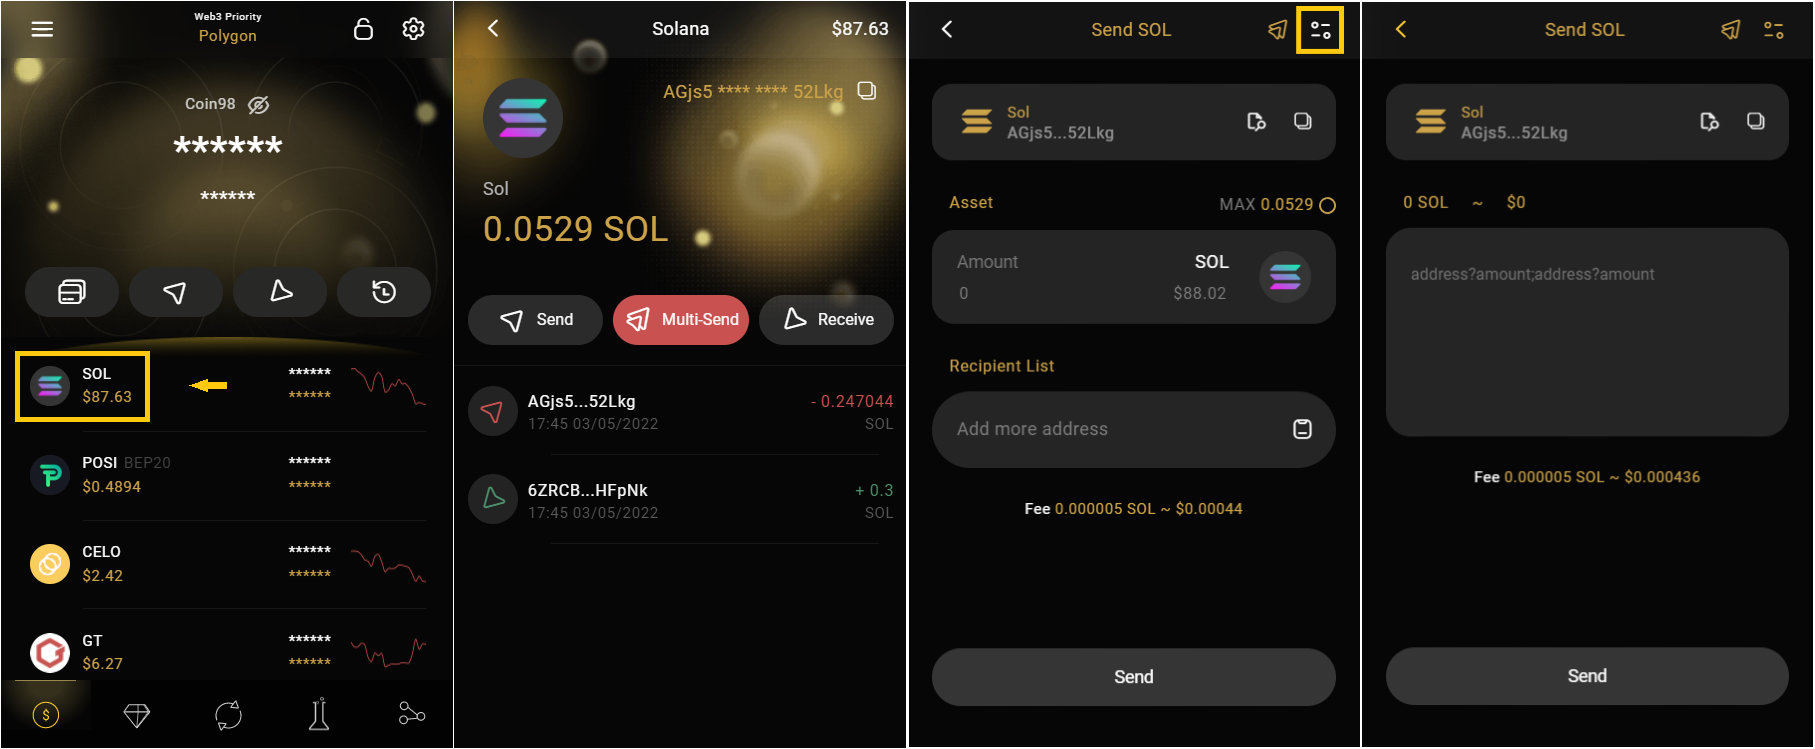 Web3 Priority
Polygon
Coin98
******
******
SOL
$87.63
******
******
POSI BEP20
$0.4894
******
******
CELO
$2.42
******
******
GT
$6.27
******
******
$
Solana
$87.63
AGjs5 **** **** 52Lkg
Sol
0.0529 SOL
Send
Multi-Send
Receive
AGjs5...52Lkg
- 0.247044
17:45 03/05/2022
SOL
6ZRCB...HFpNk
+ 0.3
17:45 03/05/2022
SOL
Send SOL
Sol
AGjs5...52Lkg
Asset
MAX 0.0529
Amount
SOL
0
$88.02
Recipient List
Add more address
Fee 0.000005 SOL ~ $0.00044
Send
Send SOL
Sol
AGjs5...52Lkg
0 SOL ~ $0
address?amount;address?amount
Fee 0.000005 SOL ~ $0.000436
Send